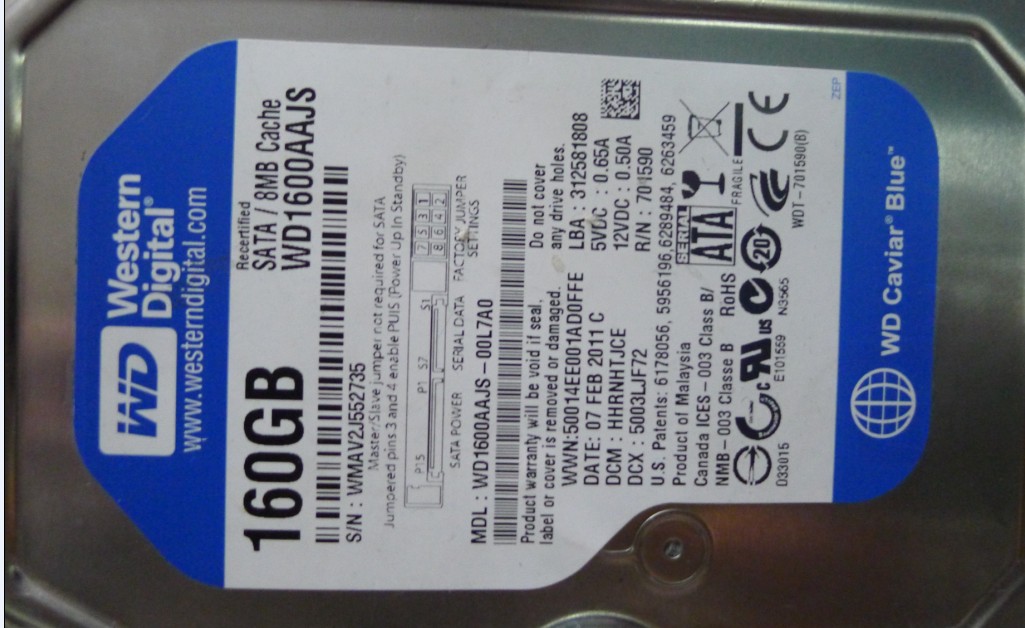 WD Western
Digital®
www.westerndigital.com
160GB
Recertified
SATA / 8MB Cache
WD1600AAJS
S/N : WMAV2J552735
Master/Slave jumper not required for SATA
Jumpered pins 3 and 4 enable PUIS (Power Up In Standby)
P15 P1 S7 S1 7 5 3 1
8 6 4 2
SATA POWER SERIAL DATA FACTORY JUMPER
SETTINGS
MDL : WD1600AAJS - 00L7A0
Product warranty will be void if seal,
label or cover is removed or damaged.
Do not cover
any drive holes.
WWN:50014EE001AD0FFE LBA : 312581808
DATE: 07 FEB 2011 C 5VDC : 0.65A
DCM : HHRNHTJCE 12VDC : 0.50A
DCX : 5003LJF72 R/N : 701590
U.S. Patents: 6178056, 5956196,6289484, 6263459
Product of Malaysia
Canada ICES - 003 Class B/
NMB - 003 Classe B RoHS
SERIAL
ATA
FRAGILE
c RU us 20 CE
D33015 E101559 N3565 WDT - 701590(B)
ZEP
WD Caviar® Blue™